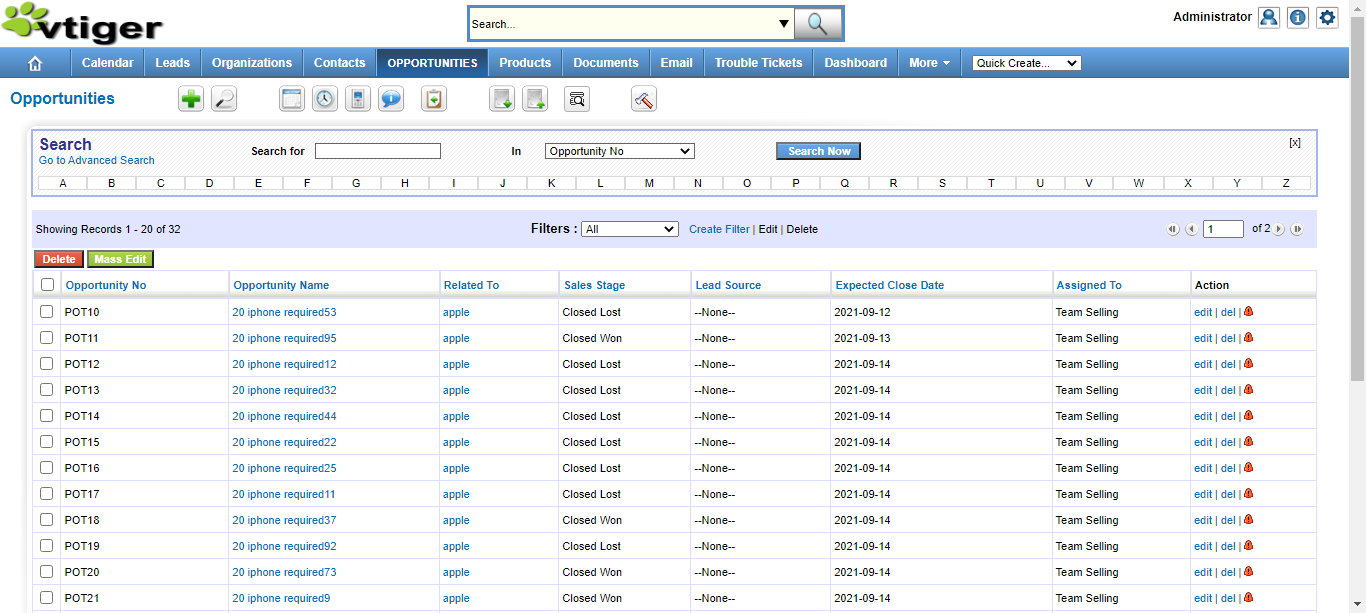 vtiger
Search...
Administrator
Calendar Leads Organizations Contacts OPPORTUNITIES Products Documents Email Trouble Tickets Dashboard More Quick Create...
Opportunities
Search
Go to Advanced Search
Search for In Opportunity No Search Now [x]
A B C D E F G H I J K L M N O P Q R S T U V W X Y Z
Showing Records 1 - 20 of 32 Filters : All Create Filter | Edit | Delete 1 of 2
Delete Mass Edit
Opportunity No Opportunity Name Related To Sales Stage Lead Source Expected Close Date Assigned To Action
POT10 20 iphone required53 apple Closed Lost --None-- 2021-09-12 Team Selling edit | del |
POT11 20 iphone required95 apple Closed Won --None-- 2021-09-13 Team Selling edit | del |
POT12 20 iphone required12 apple Closed Lost --None-- 2021-09-14 Team Selling edit | del |
POT13 20 iphone required32 apple Closed Lost --None-- 2021-09-14 Team Selling edit | del |
POT14 20 iphone required44 apple Closed Lost --None-- 2021-09-14 Team Selling edit | del |
POT15 20 iphone required22 apple Closed Lost --None-- 2021-09-14 Team Selling edit | del |
POT16 20 iphone required25 apple Closed Lost --None-- 2021-09-14 Team Selling edit | del |
POT17 20 iphone required11 apple Closed Lost --None-- 2021-09-14 Team Selling edit | del |
POT18 20 iphone required37 apple Closed Won --None-- 2021-09-14 Team Selling edit | del |
POT19 20 iphone required92 apple Closed Lost --None-- 2021-09-14 Team Selling edit | del |
POT20 20 iphone required73 apple Closed Won --None-- 2021-09-14 Team Selling edit | del |
POT21 20 iphone required9 apple Closed Won --None-- 2021-09-14 Team Selling edit | del |